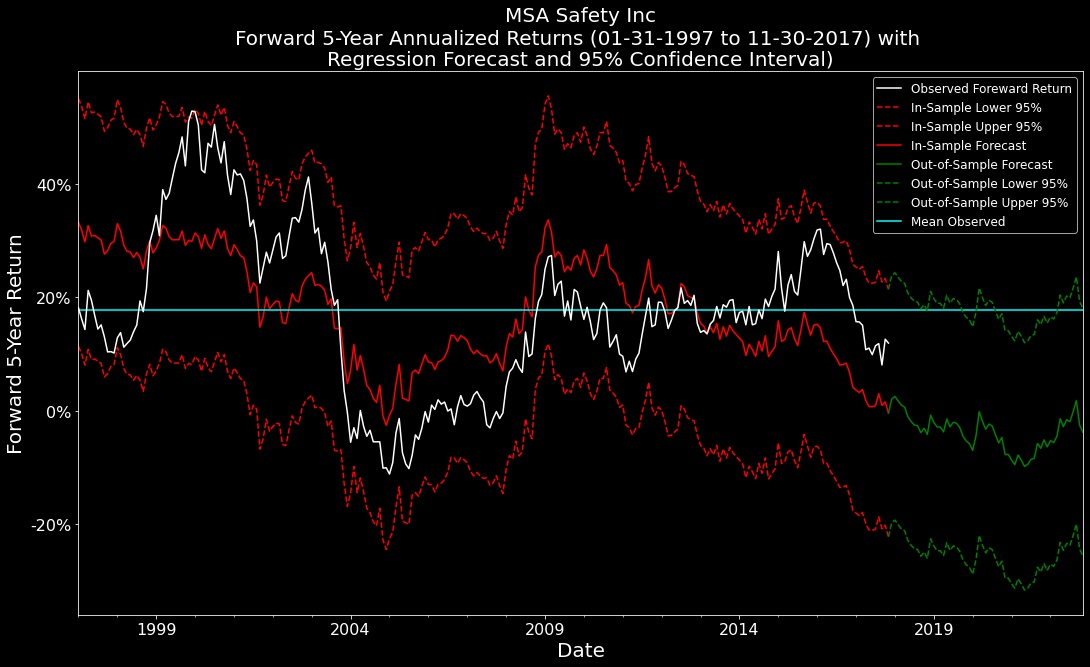 MSA Safety Inc
Forward 5-Year Annualized Returns (01-31-1997 to 11-30-2017) with
Regression Forecast and 95% Confidence Interval)
Observed Foreward Return
In-Sample Lower 95%
In-Sample Upper 95%
In-Sample Forecast
Out-of-Sample Forecast
Out-of-Sample Lower 95%
Out-of-Sample Upper 95%
Mean Observed
Forward 5-Year Return
40%
20%
0%
-20%
1999 2004 2009 2014 2019
Date